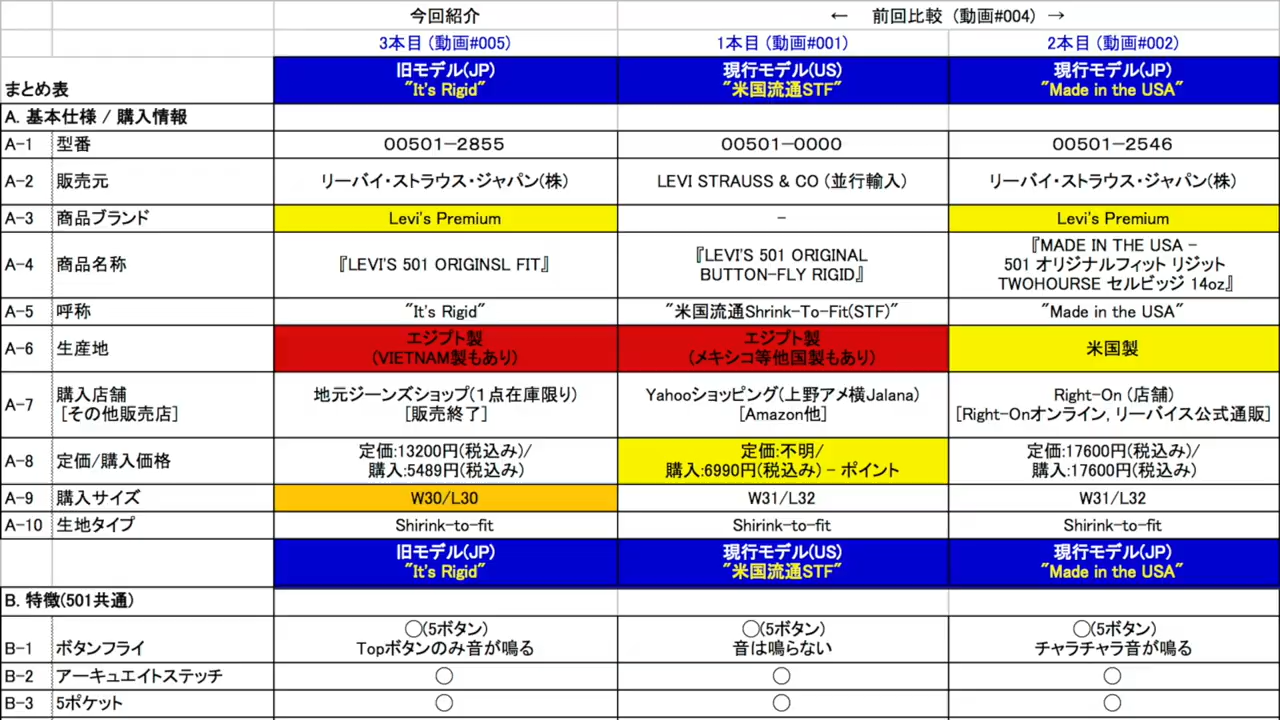 今回紹介 ← 前回比較 (動画#004) →
3本目 (動画#005) 1本目 (動画#001) 2本目 (動画#002)
まとめ表 旧モデル(JP) 現行モデル(US) 現行モデル(JP)
"It's Rigid" "米国流通STF" "Made in the USA"
A. 基本仕様 / 購入情報
A-1 型番 00501-2855 00501-0000 00501-2546
A-2 販売元 リーバイ・ストラウス・ジャパン(株) LEVI STRAUSS & CO (並行輸入) リーバイ・ストラウス・ジャパン(株)
A-3 商品ブランド Levi's Premium - Levi's Premium
A-4 商品名称 『LEVI'S 501 ORIGINSL FIT』
『LEVI'S 501 ORIGINAL
BUTTON-FLY RIGID』
『MADE IN THE USA -
501 オリジナルフィット リジット
TWOHOURSE セルビッジ 14oz』
A-5 呼称 "It's Rigid" "米国流通Shrink-To-Fit(STF)" "Made in the USA"
A-6 生産地 エジプト製
(VIETNAM製もあり)
エジプト製
(メキシコ等他国製もあり)
米国製
A-7 購入店舗
[その他販売店]
地元ジーンズショップ(1点在庫限り)
[販売終了]
Yahooショッピング(上野アメ横Jalana)
[Amazon他]
Right-On (店舗)
[Right-Onオンライン, リーバイス公式通販]
A-8 定価/購入価格 定価:13200円(税込み)/
購入:5489円(税込み)
定価:不明/
購入:6990円(税込み) - ポイント
定価:17600円(税込み)/
購入:17600円(税込み)
A-9 購入サイズ W30/L30 W31/L32 W31/L32
A-10 生地タイプ Shirink-to-fit Shirink-to-fit Shirink-to-fit
旧モデル(JP) 現行モデル(US) 現行モデル(JP)
"It's Rigid" "米国流通STF" "Made in the USA"
B. 特徴(501共通)
B-1 ボタンフライ ◯(5ボタン)
Topボタンのみ音が鳴る
◯(5ボタン)
音は鳴らない
◯(5ボタン)
チャラチャラ音が鳴る
B-2 アーキュエイトステッチ ◯ ◯ ◯
B-3 5ポケット ◯ ◯ ◯